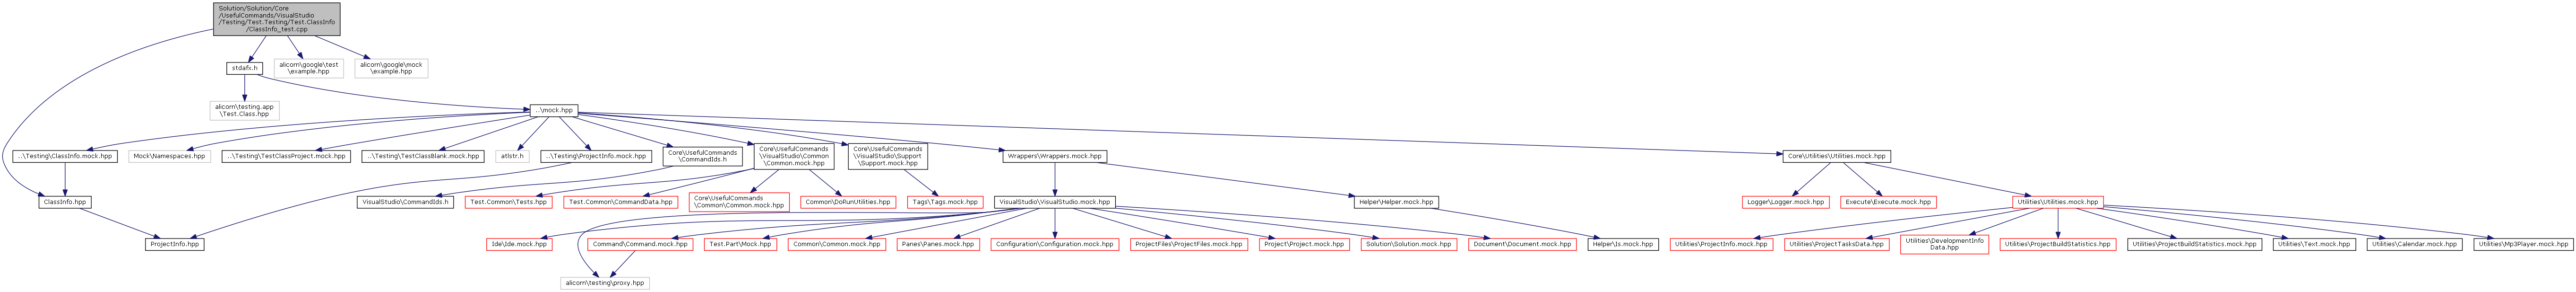 Solution/Solution/Core
/UsefulCommands/VisualStudio
/Testing/Test.Testing/Test.ClassInfo
/ClassInfo_test.cpp
stdafx.h
alicorn\google\test
\example.hpp
alicorn\google\mock
\example.hpp
alicorn\testing.app
\Test.Class.hpp
..\mock.hpp
..\Testing\ClassInfo.mock.hpp
Mock\Namespaces.hpp
..\Testing\TestClassProject.mock.hpp
..\Testing\TestClassBlank.mock.hpp
atlstr.h
..\Testing\ProjectInfo.mock.hpp
Core\UsefulCommands
\CommandIds.h
Core\UsefulCommands
\VisualStudio\Common
\Common.mock.hpp
Core\UsefulCommands
\VisualStudio\Support
\Support.mock.hpp
Wrappers\Wrappers.mock.hpp
Core\Utilities\Utilities.mock.hpp
ClassInfo.hpp
VisualStudio\CommandIds.h
Test.Common\Tests.hpp
Test.Common\CommandData.hpp
Core\UsefulCommands
\Common\Common.mock.hpp
Common\DoRunUtilities.hpp
Tags\Tags.mock.hpp
VisualStudio\VisualStudio.mock.hpp
Helper\Helper.mock.hpp
Logger\Logger.mock.hpp
Execute\Execute.mock.hpp
Utilities\Utilities.mock.hpp
ProjectInfo.hpp
Ide\Ide.mock.hpp
Command\Command.mock.hpp
Test.Part\Mock.hpp
Common\Common.mock.hpp
Panes\Panes.mock.hpp
Configuration\Configuration.mock.hpp
ProjectFiles\ProjectFiles.mock.hpp
Project\Project.mock.hpp
Solution\Solution.mock.hpp
Document\Document.mock.hpp
Helper\Is.mock.hpp
Utilities\ProjectInfo.mock.hpp
Utilities\ProjectTasksData.hpp
Utilities\DevelopmentInfo
Data.hpp
Utilities\ProjectBuildStatistics.hpp
Utilities\ProjectBuildStatistics.mock.hpp
Utilities\Text.mock.hpp
Utilities\Calendar.mock.hpp
Utilities\Mp3Player.mock.hpp
alicorn\testing\proxy.hpp